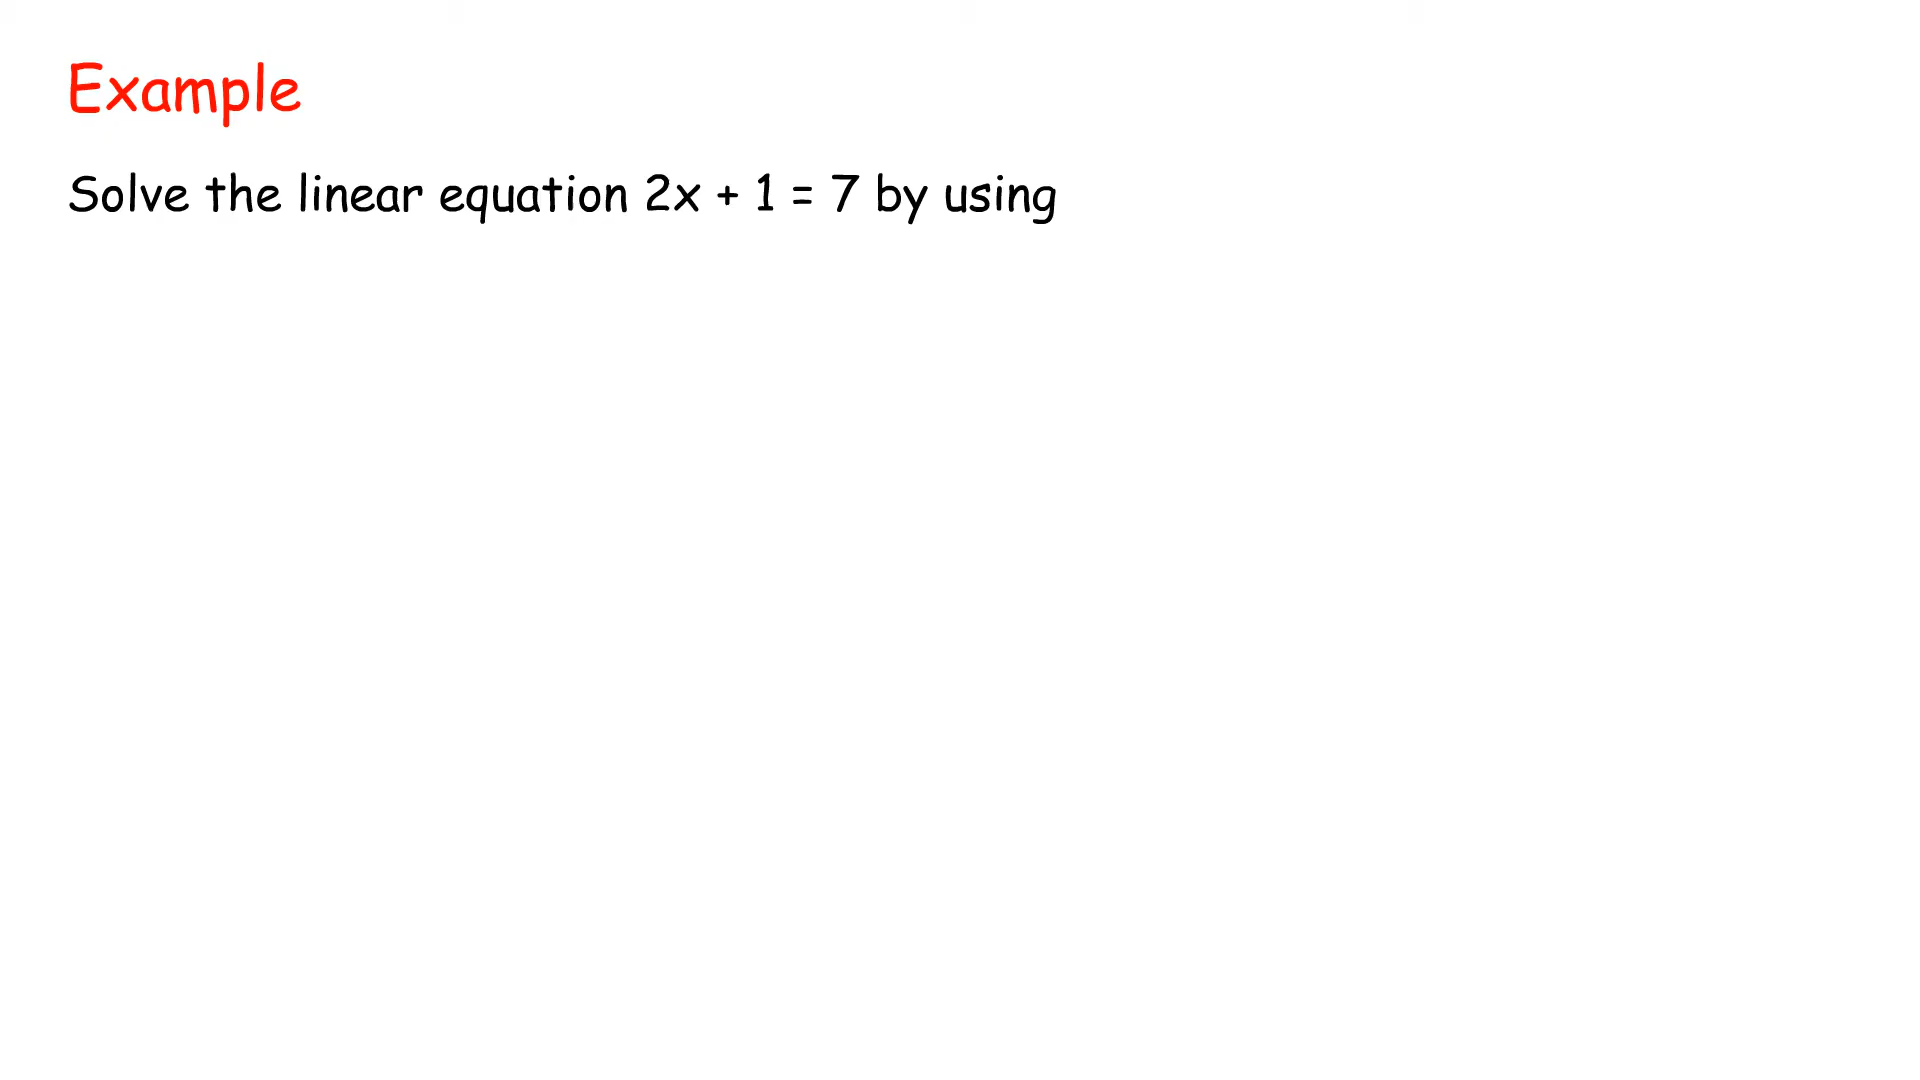 Example
Solve the linear equation 2x + 1 = 7 by using